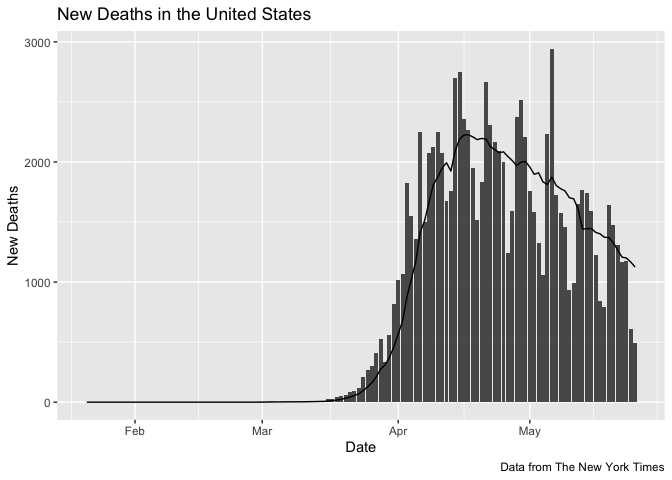 New Deaths in the United States
3000
2000
1000
0
New Deaths
Feb
Mar
Apr
May
Date
Data from The New York Times